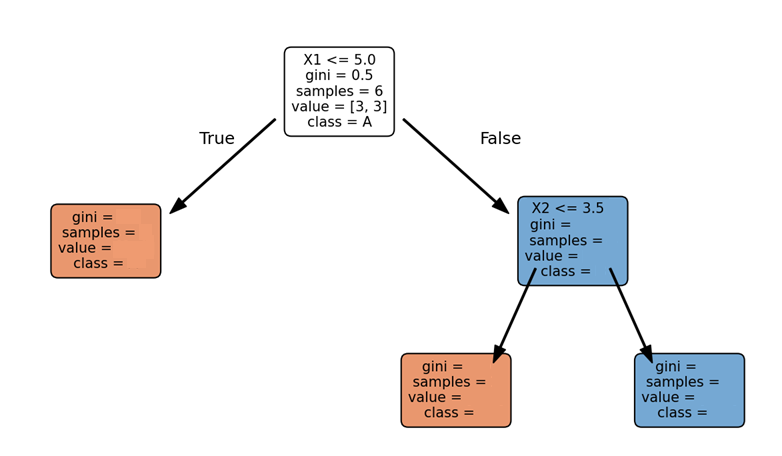 X1 <= 5.0
gini = 0.5
samples = 6
value = [3, 3]
class = A
True
False
gini =
samples =
value =
class =
X2 <= 3.5
gini =
samples =
value =
class =
gini =
samples =
value =
class =
gini =
samples =
value =
class =